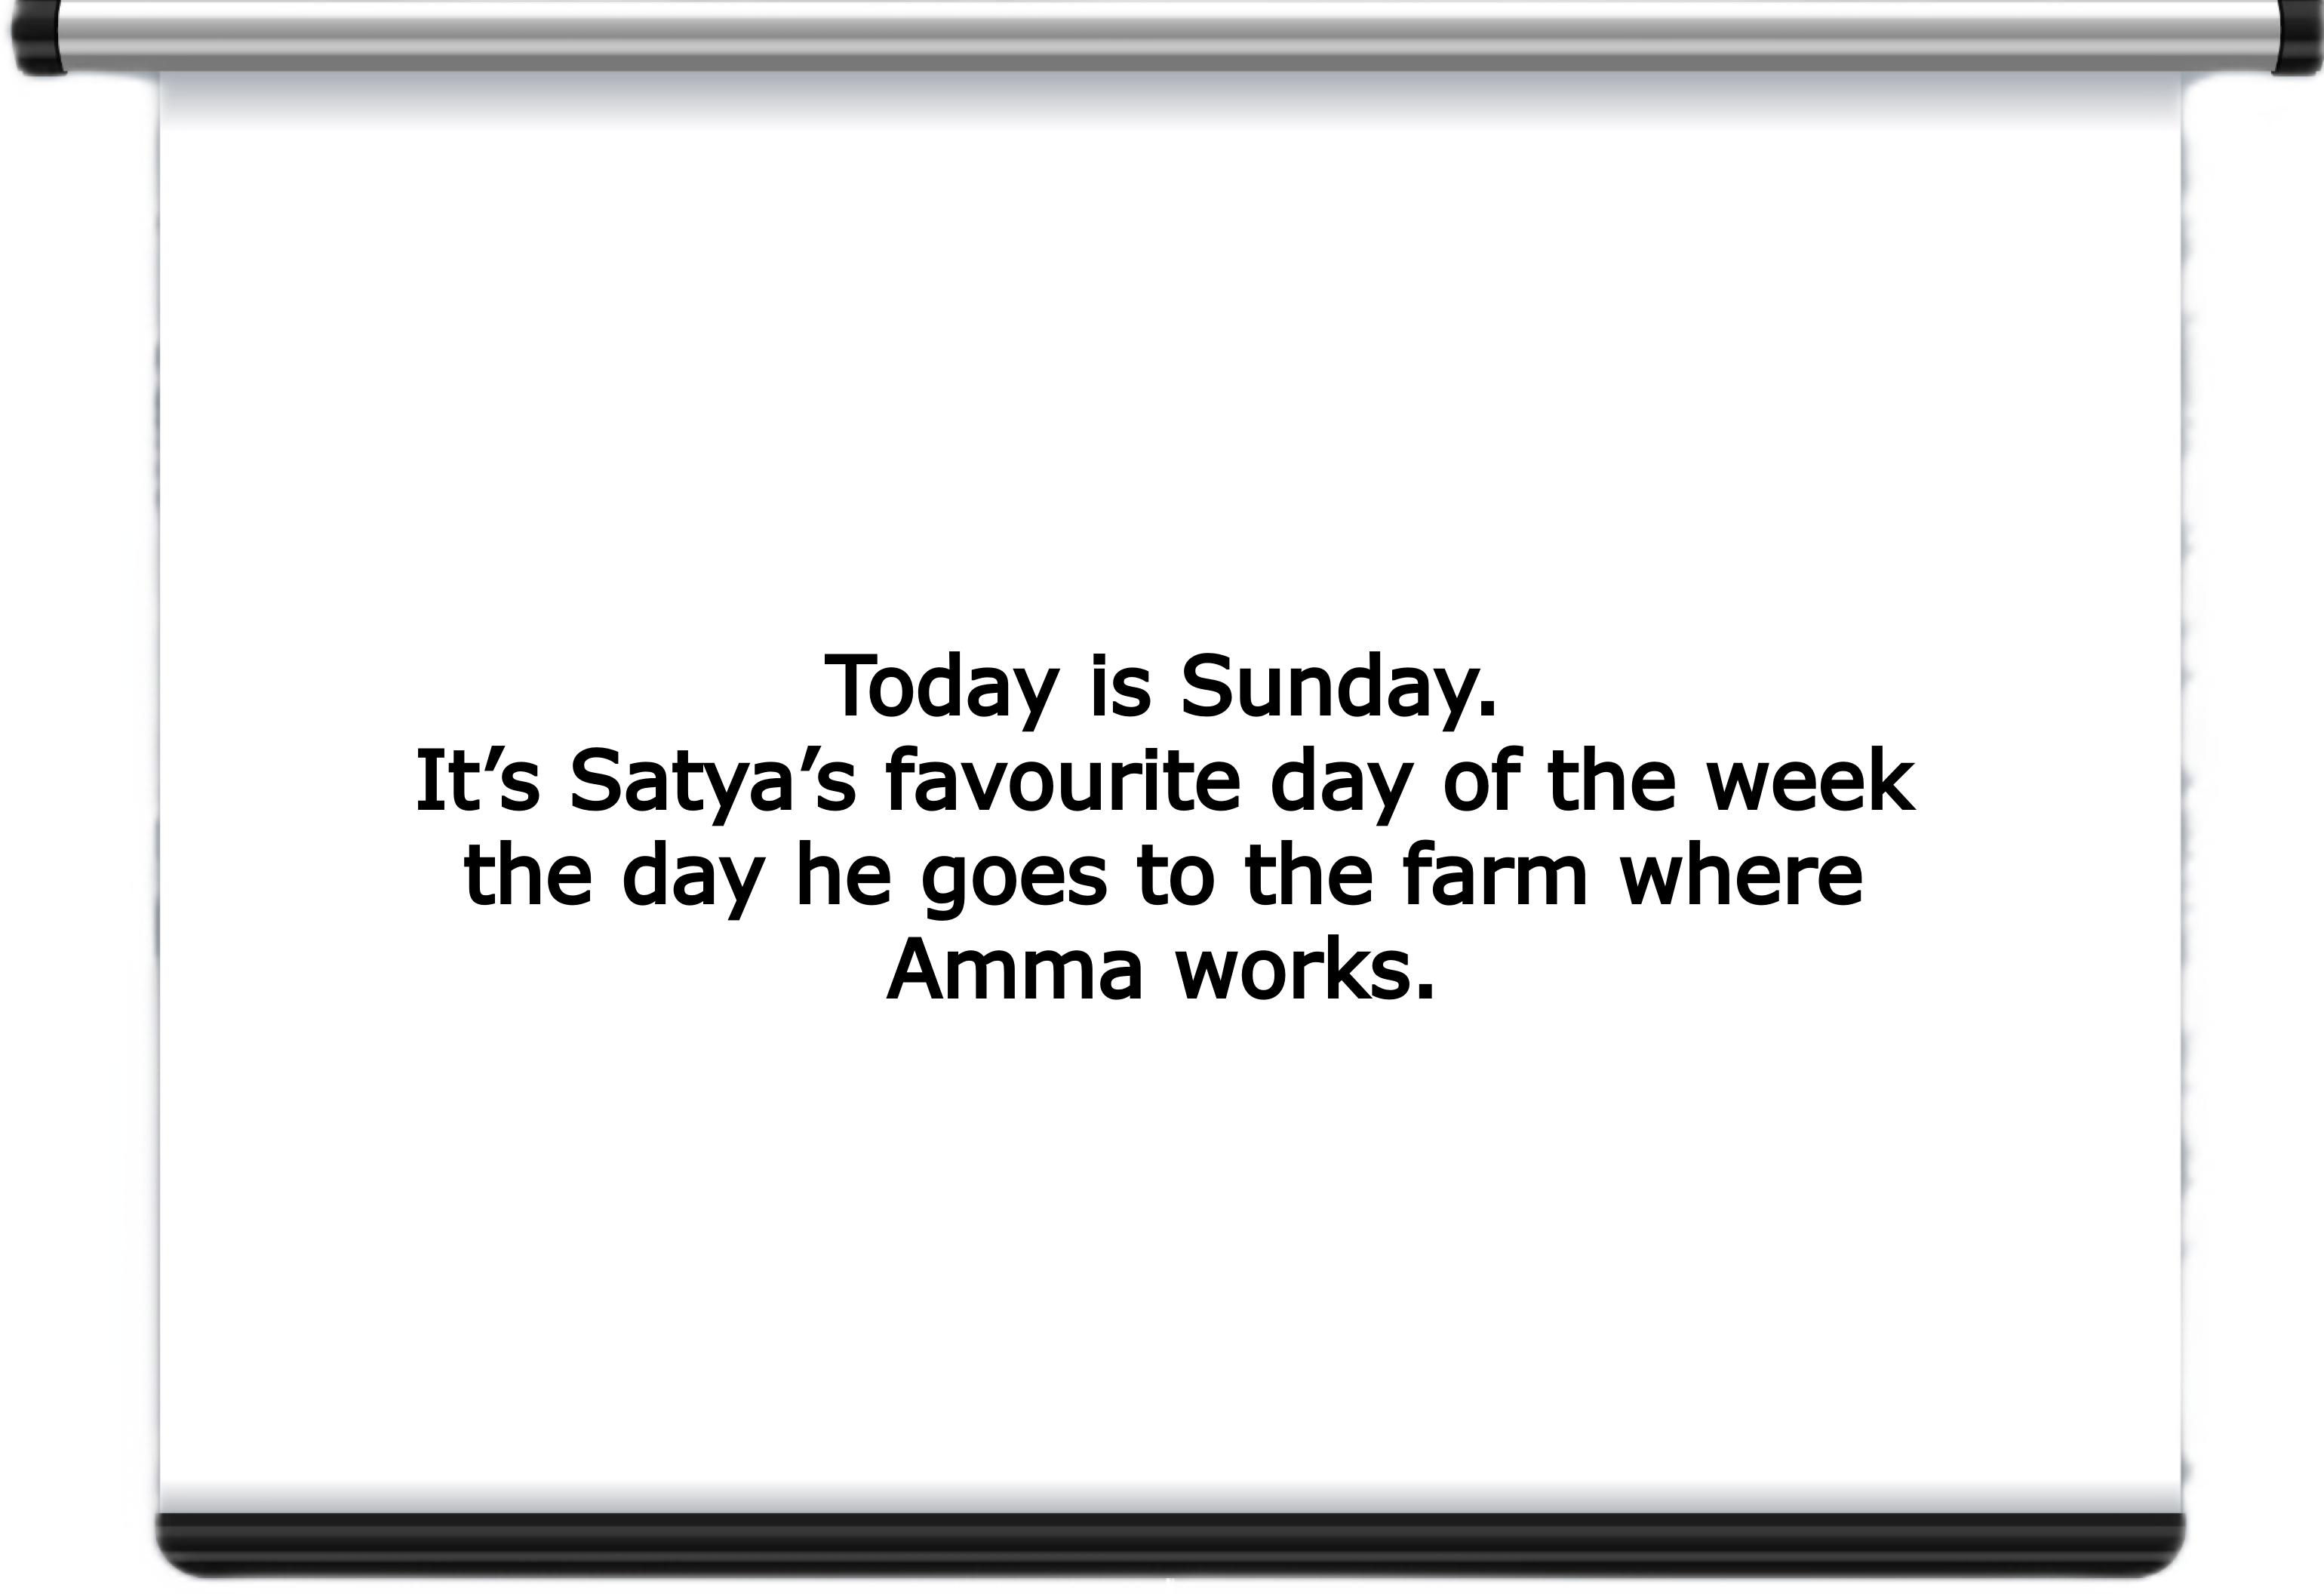 Today is Sunday.
It’s Satya’s favourite day of the week
the day he goes to the farm where
Amma works.